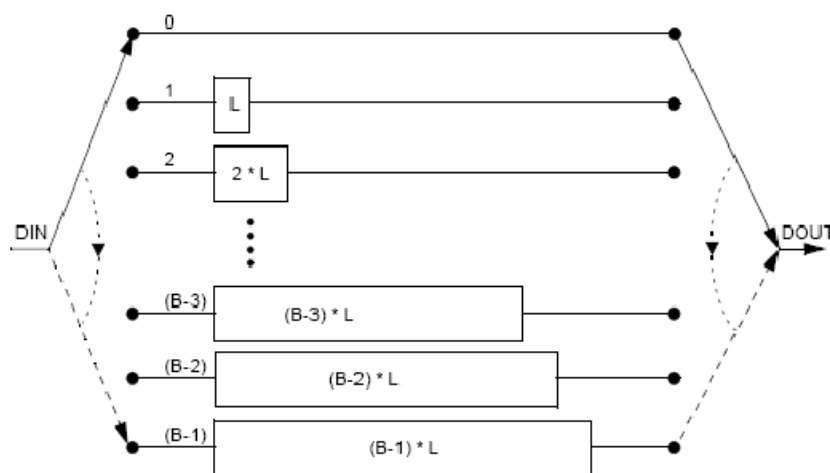 0
1
L
2
2 * L
DIN
DOUT
(B-3)
(B-3) * L
(B-2)
(B-2) * L
(B-1)
(B-1) * L